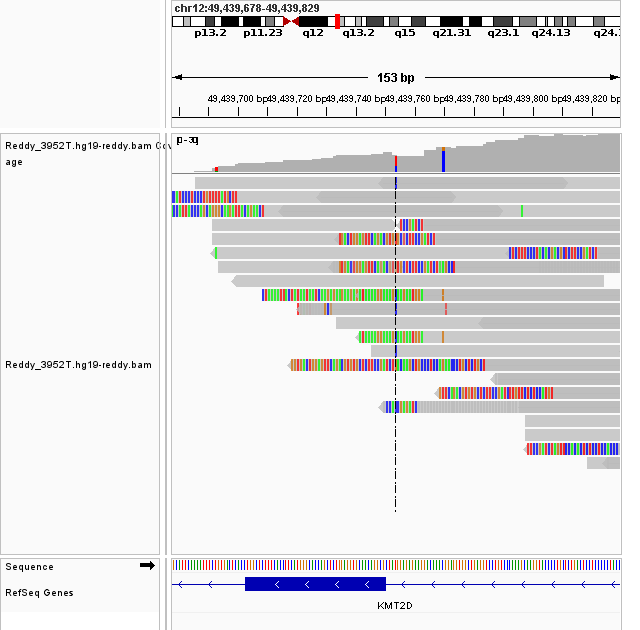 chr12:49,439,678-49,439,829
p13.2 p11.23 q12 q13.2 q15 q21.31 q23.1 q24.13 q24.
153 bp
49,439,700 bp 49,439,720 bp 49,439,740 bp 49,439,760 bp 49,439,780 bp 49,439,800 bp 49,439,820 bp
Reddy_3952T.hg19-reddy.bam Cov
age
[0-30]
Reddy_3952T.hg19-reddy.bam
Sequence
RefSeq Genes
KMT2D